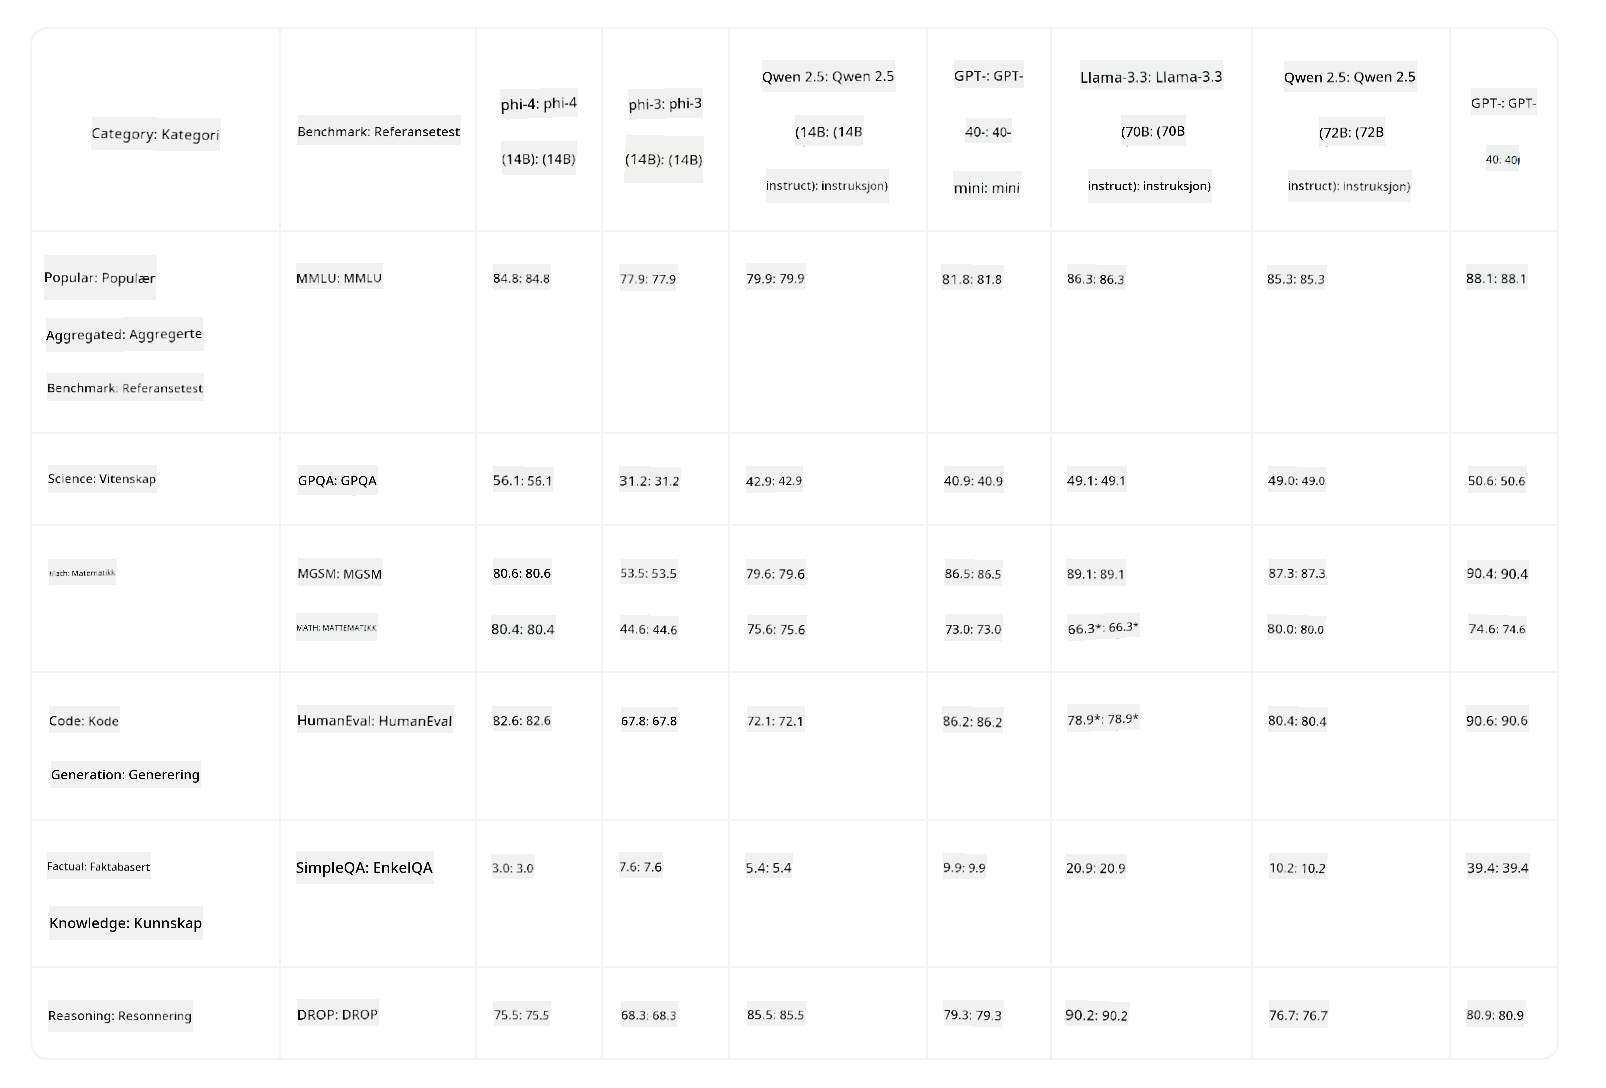 Category: Kategori
Benchmark: Referansetest
phi-4: phi-4
(14B): (14B)
phi-3: phi-3
(14B): (14B)
Qwen 2.5: Qwen 2.5
(14B: (14B
instruct): instruksjon)
GPT-: GPT-
40-: 40-
mini: mini
Llama-3.3: Llama-3.3
(70B: (70B
instruct): instruksjon)
Qwen 2.5: Qwen 2.5
(72B: (72B
instruct): instruksjon)
GPT-: GPT-
40: 40
Popular: Populær
Aggregated: Aggregerte
Benchmark: Referansetest
MMLU: MMLU
84.8: 84.8
77.9: 77.9
79.9: 79.9
81.8: 81.8
86.3: 86.3
85.3: 85.3
88.1: 88.1
Science: Vitenskap
GPQA: GPQA
56.1: 56.1
31.2: 31.2
42.9: 42.9
40.9: 40.9
49.1: 49.1
49.0: 49.0
50.6: 50.6
Math: Matematikk
MGSM: MGSM
80.6: 80.6
53.5: 53.5
79.6: 79.6
86.5: 86.5
89.1: 89.1
87.3: 87.3
90.4: 90.4
MATH: MATTEMATIKK
80.4: 80.4
44.6: 44.6
75.6: 75.6
73.0: 73.0
66.3*: 66.3*
80.0: 80.0
74.6: 74.6
Code: Kode
Generation: Generering
HumanEval: HumanEval
82.6: 82.6
67.8: 67.8
72.1: 72.1
86.2: 86.2
78.9*: 78.9*
80.4: 80.4
90.6: 90.6
Factual: Faktabasert
Knowledge: Kunnskap
SimpleQA: EnkelQA
3.0: 3.0
7.6: 7.6
5.4: 5.4
9.9: 9.9
20.9: 20.9
10.2: 10.2
39.4: 39.4
Reasoning: Resonnering
DROP: DROP
75.5: 75.5
68.3: 68.3
85.5: 85.5
79.3: 79.3
90.2: 90.2
76.7: 76.7
80.9: 80.9